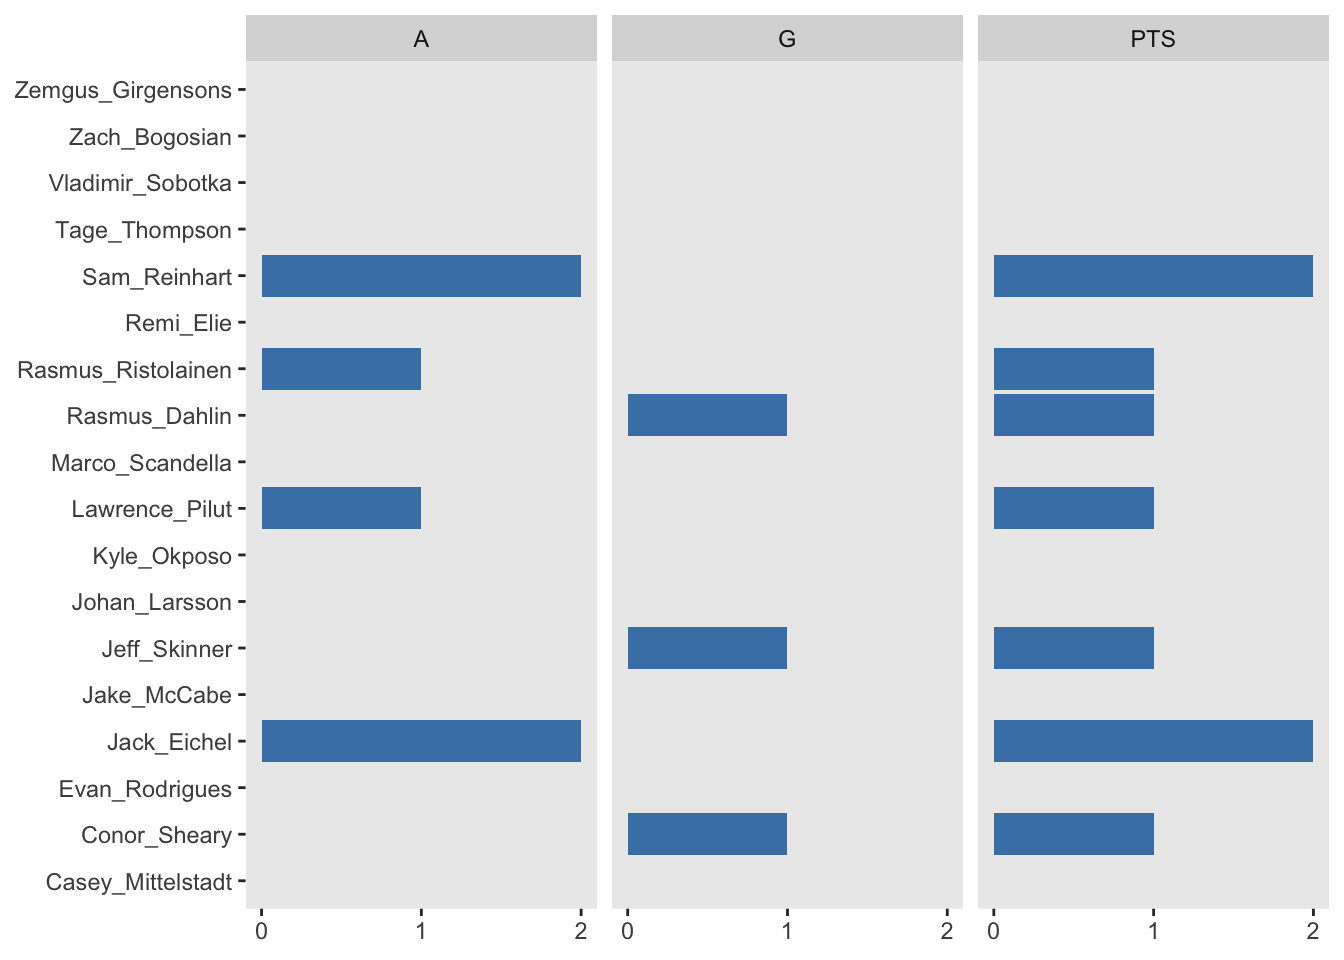 A G PTS
Zemgus_Girgensons
Zach_Bogosian
Vladimir_Sobotka
Tage_Thompson
Sam_Reinhart
Remi_Elie
Rasmus_Ristolainen
Rasmus_Dahlin
Marco_Scandella
Lawrence_Pilut
Kyle_Okposo
Johan_Larsson
Jeff_Skinner
Jake_McCabe
Jack_Eichel
Evan_Rodrigues
Conor_Sheary
Casey_Mittelstadt
0 1 2 0 1 2 0 1 2